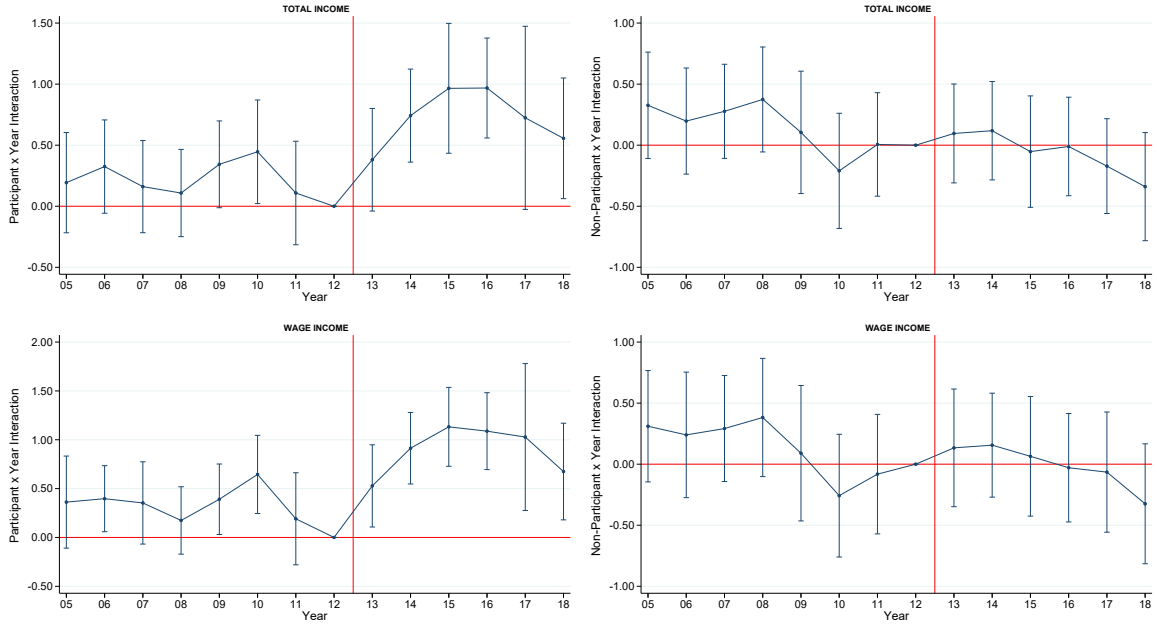 TOTAL INCOME
Participant x Year Interaction
1.50
1.00
0.50
0.00
-0.50
05 06 07 08 09 10 11 12 13 14 15 16 17 18
Year
TOTAL INCOME
Non-Participant x Year Interaction
1.00
0.50
0.00
-0.50
-1.00
05 06 07 08 09 10 11 12 13 14 15 16 17 18
Year
WAGE INCOME
Participant x Year Interaction
2.00
1.50
1.00
0.50
0.00
-0.50
05 06 07 08 09 10 11 12 13 14 15 16 17 18
Year
WAGE INCOME
Non-Participant x Year Interaction
1.00
0.50
0.00
-0.50
-1.00
05 06 07 08 09 10 11 12 13 14 15 16 17 18
Year